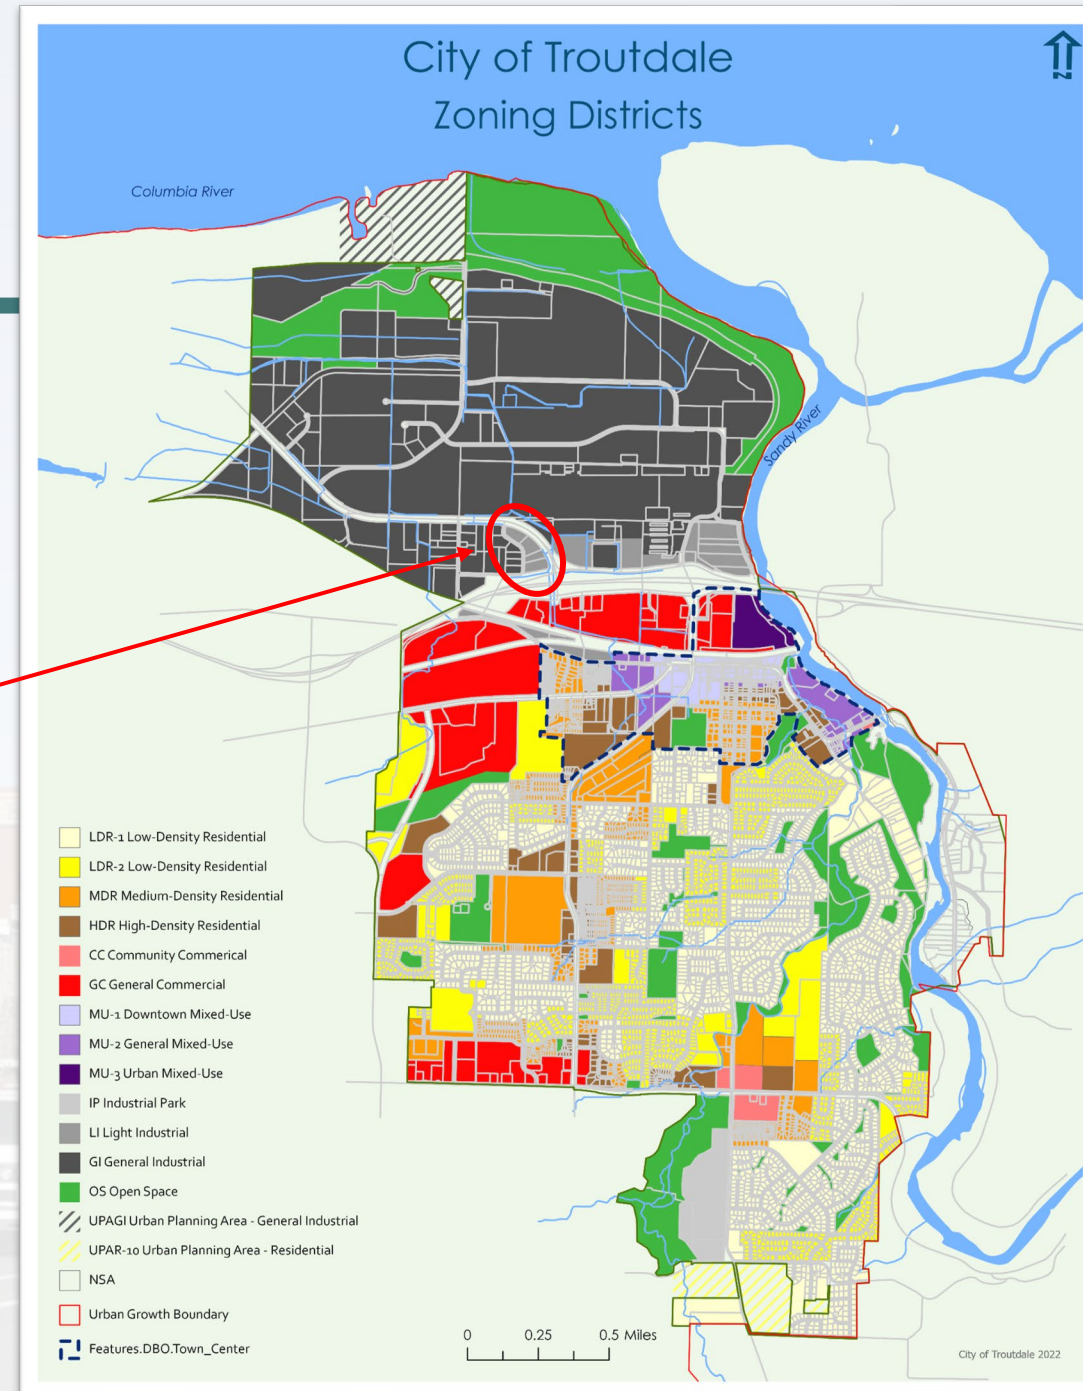 City of Troutdale
Zoning Districts
N
Columbia River
Sandy River
LDR-1 Low-Density Residential
LDR-2 Low-Density Residential
MDR Medium-Density Residential
HDR High-Density Residential
CC Community Commerical
GC General Commercial
MU-1 Downtown Mixed-Use
MU-2 General Mixed-Use
MU-3 Urban Mixed-Use
IP Industrial Park
LI Light Industrial
GI General Industrial
OS Open Space
UPAGI Urban Planning Area - General Industrial
UPAR-10 Urban Planning Area - Residential
NSA
Urban Growth Boundary
Features.DBO.Town_Center
0 0.25 0.5 Miles
City of Troutdale 2022